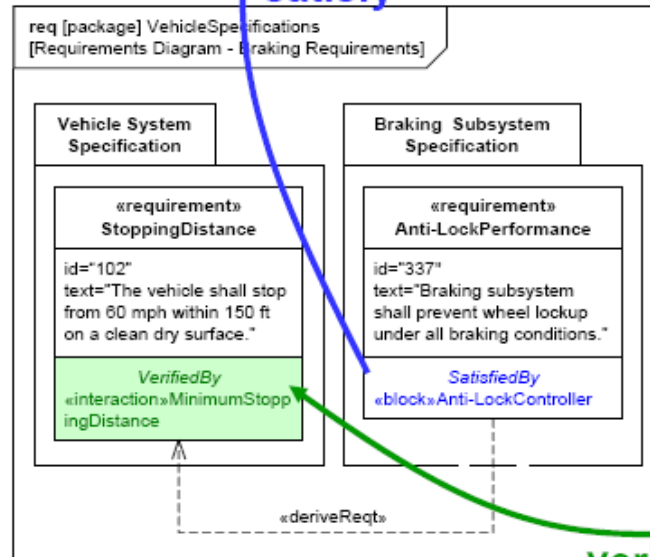 req [package] VehicleSpecifications
[Requirements Diagram - Braking Requirements]
Vehicle System
Specification
Braking Subsystem
Specification
«requirement»
StoppingDistance
id="102"
text="The vehicle shall stop
from 60 mph within 150 ft
on a clean dry surface."
VerifiedBy
«interaction»MinimumStopp
ingDistance
«requirement»
Anti-LockPerformance
id="337"
text="Braking subsystem
shall prevent wheel lockup
under all braking conditions."
SatisfiedBy
«block»Anti-LockController
«deriveReqt»